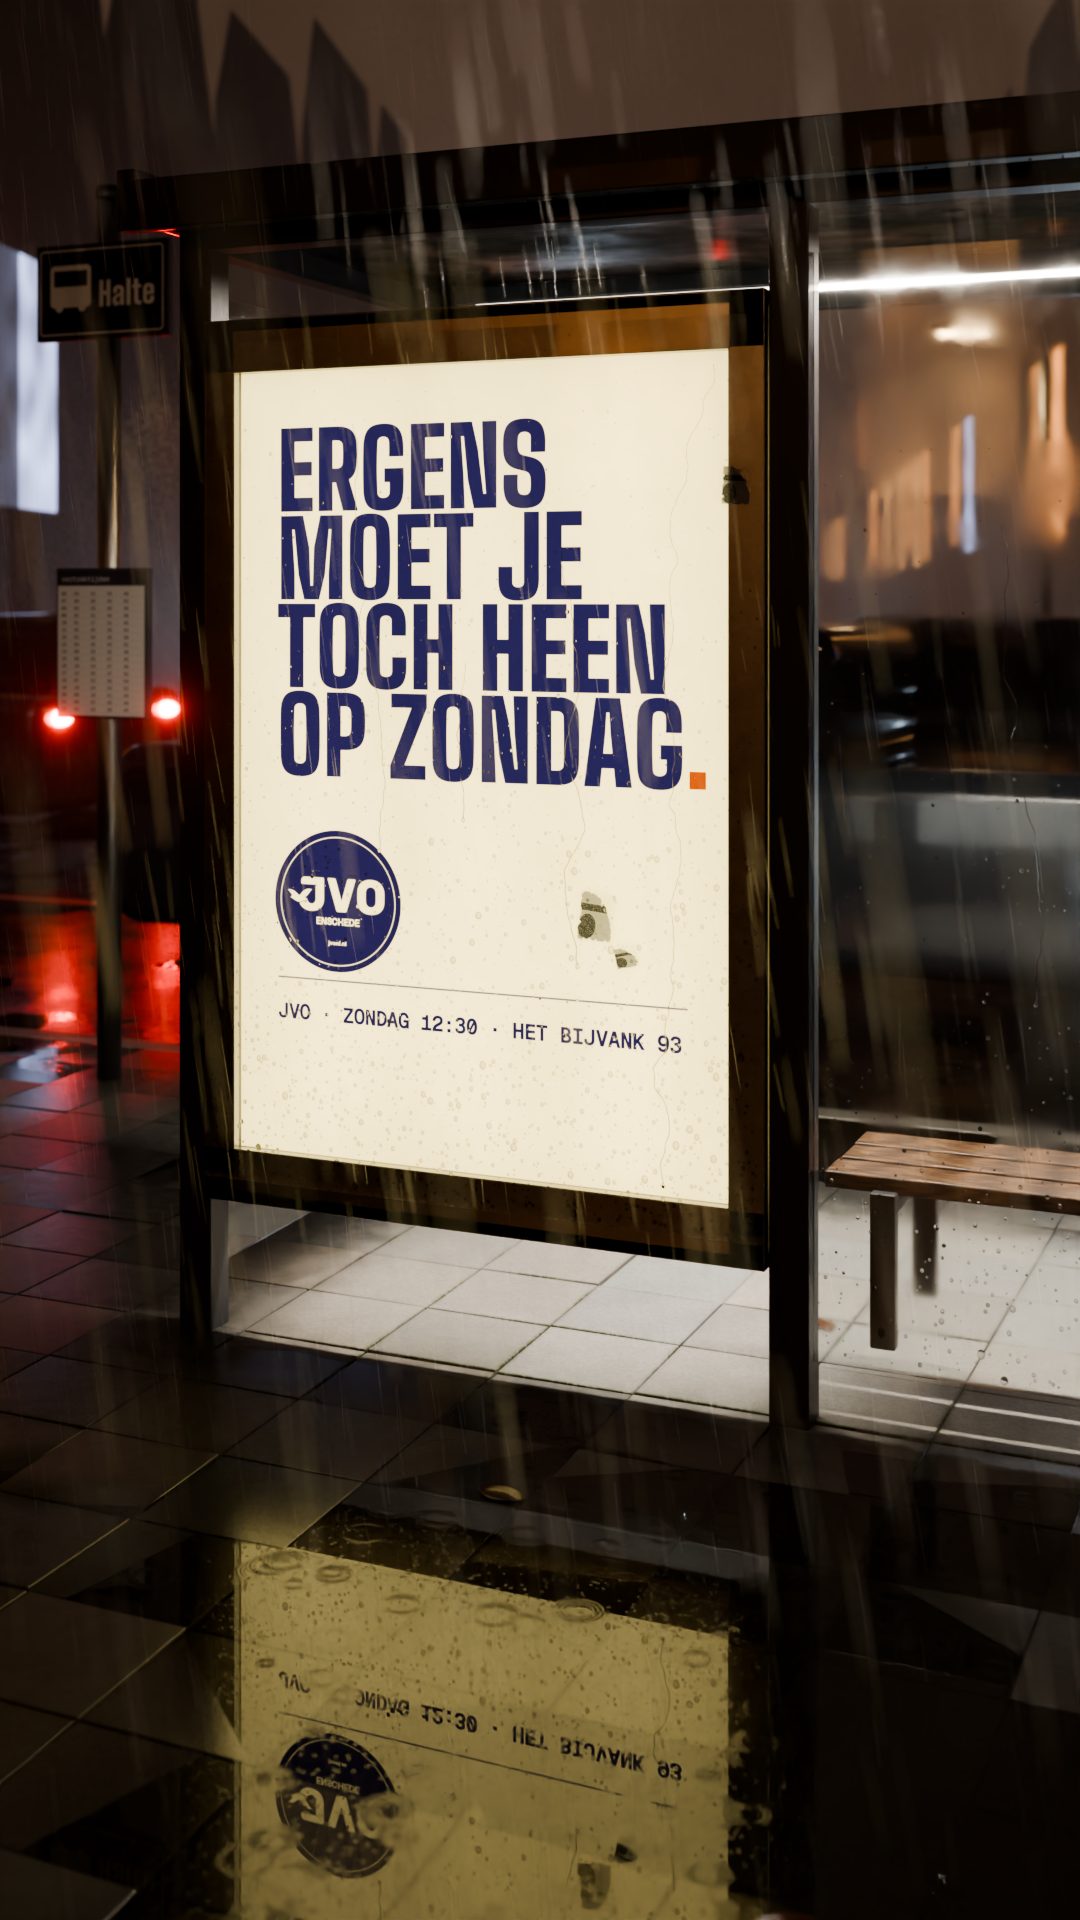 Halte
ERGENS
MOET JE
TOCH HEEN
OP ZONDAG.
JVO
ENSCHEDE
JVO · ZONDAG 12:30 · HET BIJVANK 93